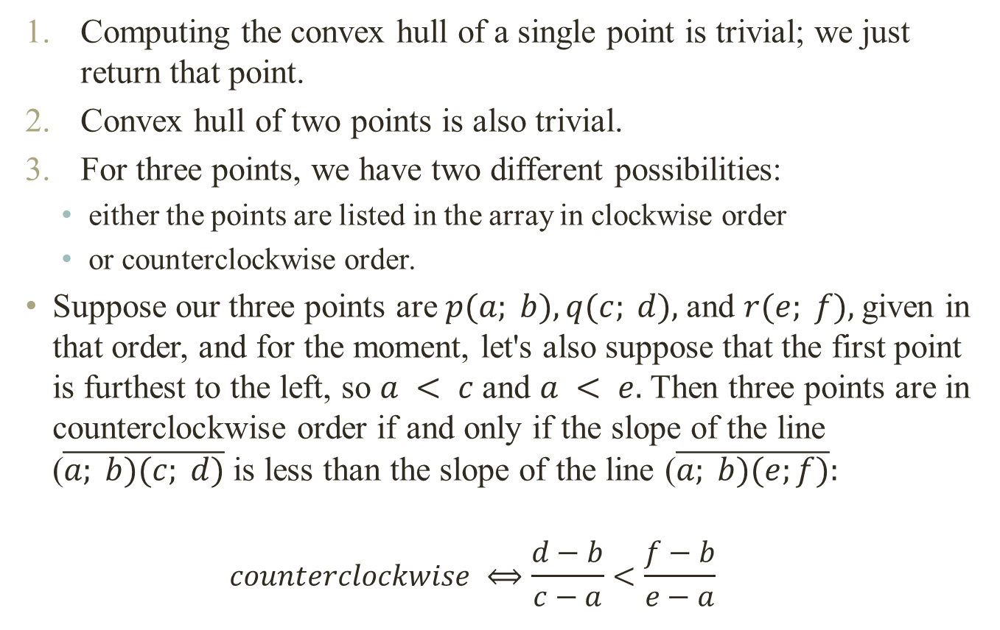 1. Computing the convex hull of a single point is trivial; we just
return that point.
2. Convex hull of two points is also trivial.
3. For three points, we have two different possibilities:
• either the points are listed in the array in clockwise order
• or counterclockwise order.
• Suppose our three points are p(a; b), q(c; d), and r(e; f), given in
that order, and for the moment, let's also suppose that the first point
is furthest to the left, so a < c and a < e. Then three points are in
counterclockwise order if and only if the slope of the line
(a; b)(c; d) is less than the slope of the line (a; b)(e; f):
counterclockwise ⇔ (d − b)/(c − a) < (f − b)/(e − a)